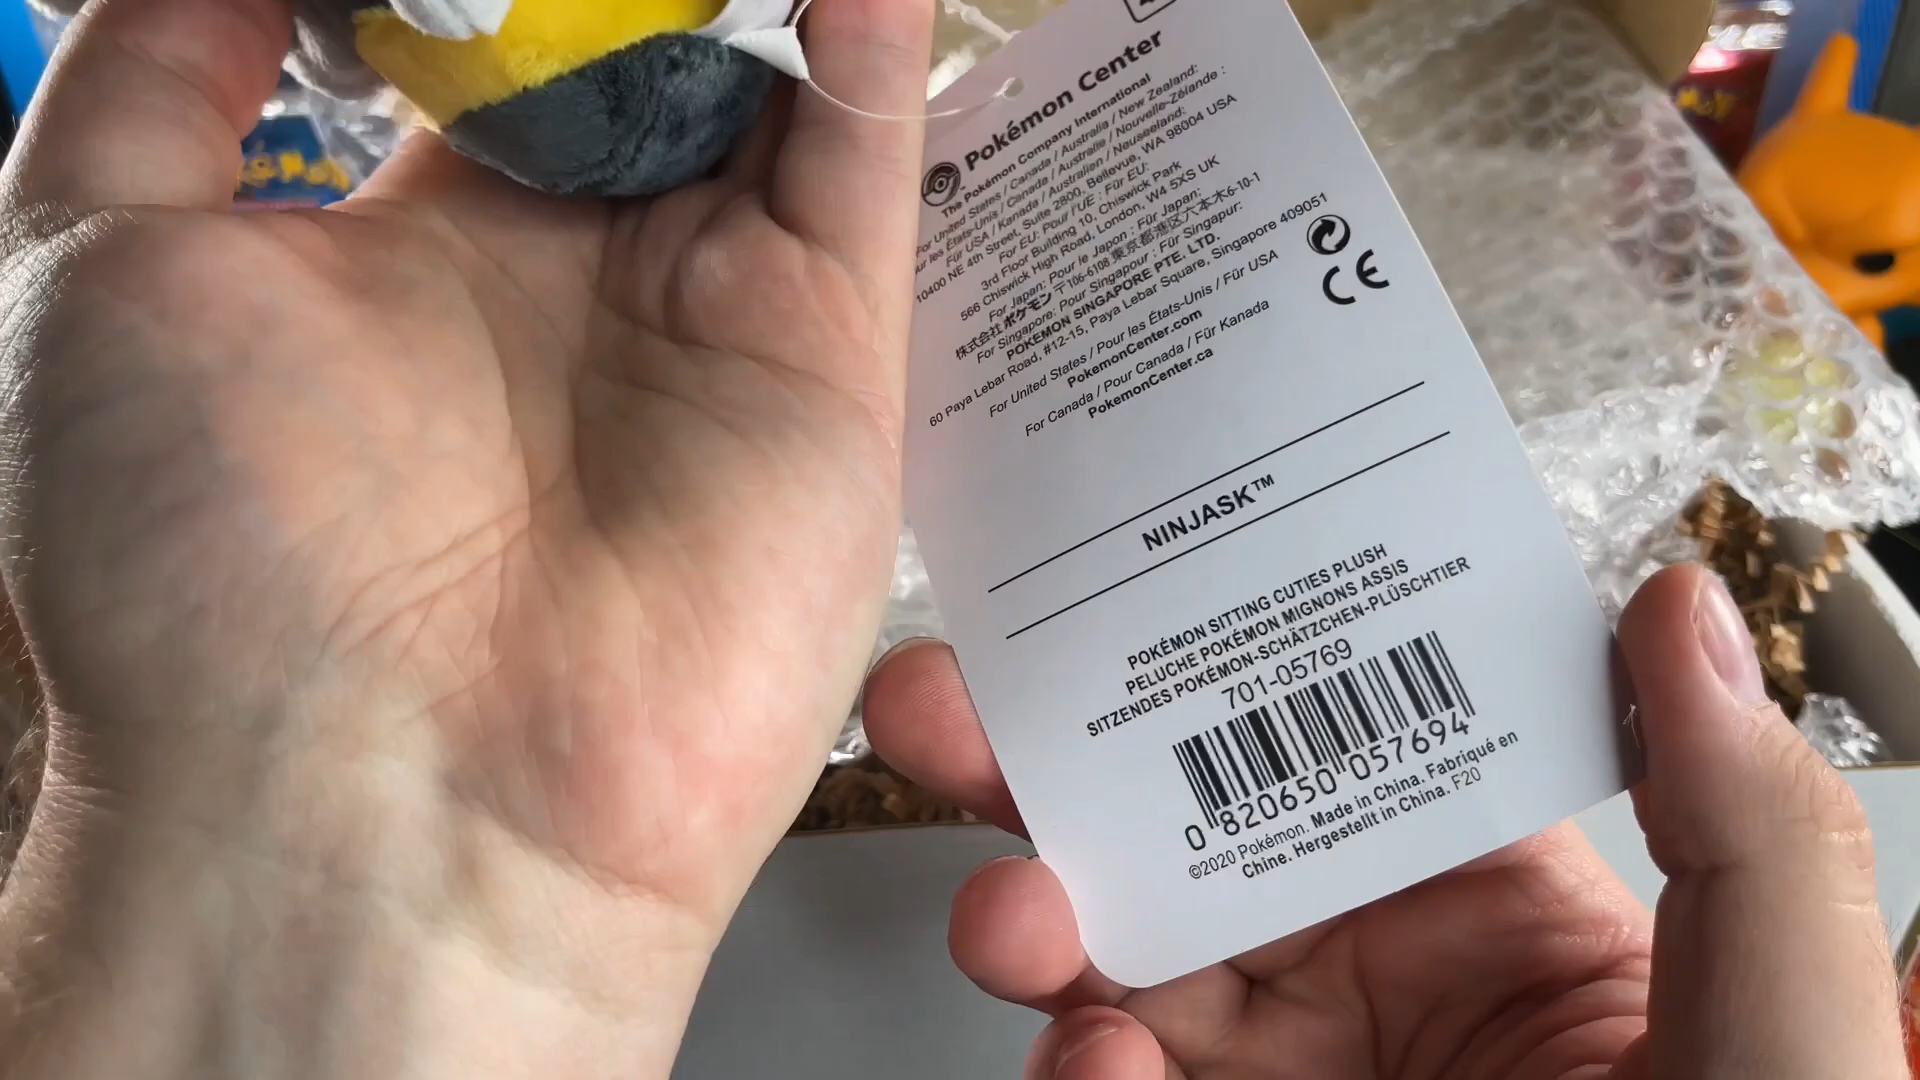 Pokémon Center
The Pokémon Company International
For United States / Canada / Australia / New Zealand:
ur les États-Unis / Canada / Australie / Nouvelle-Zélande :
Für USA / Kanada / Australien / Neuseeland:
10400 NE 4th Street, Suite 2800, Bellevue, WA 98004 USA
For EU: Pour l'UE : Für EU:
3rd Floor Building 10, Chiswick Park
566 Chiswick High Road, London, W4 5XS UK
For Japan: Pour le Japon : Für Japan:
株式会社ポケモン 〒106-6108 東京都港区六本木6-10-1
For Singapore: Pour Singapour : Für Singapur:
POKÉMON SINGAPORE PTE. LTD.
60 Paya Lebar Road, #12-15, Paya Lebar Square, Singapore 409051
For United States / Pour les États-Unis / Für USA
PokemonCenter.com
For Canada / Pour Canada / Für Kanada
PokemonCenter.ca
CE
NINJASK™
POKÉMON SITTING CUTIES PLUSH
PELUCHE POKÉMON MIGNONS ASSIS
SITZENDES POKÉMON-SCHÄTZCHEN-PLÜSCHTIER
701-05769
0 820650 057694
©2020 Pokémon. Made in China. Fabriqué en
Chine. Hergestellt in China. F20